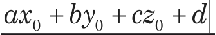 ax₀ + by₀ + cz₀ + d